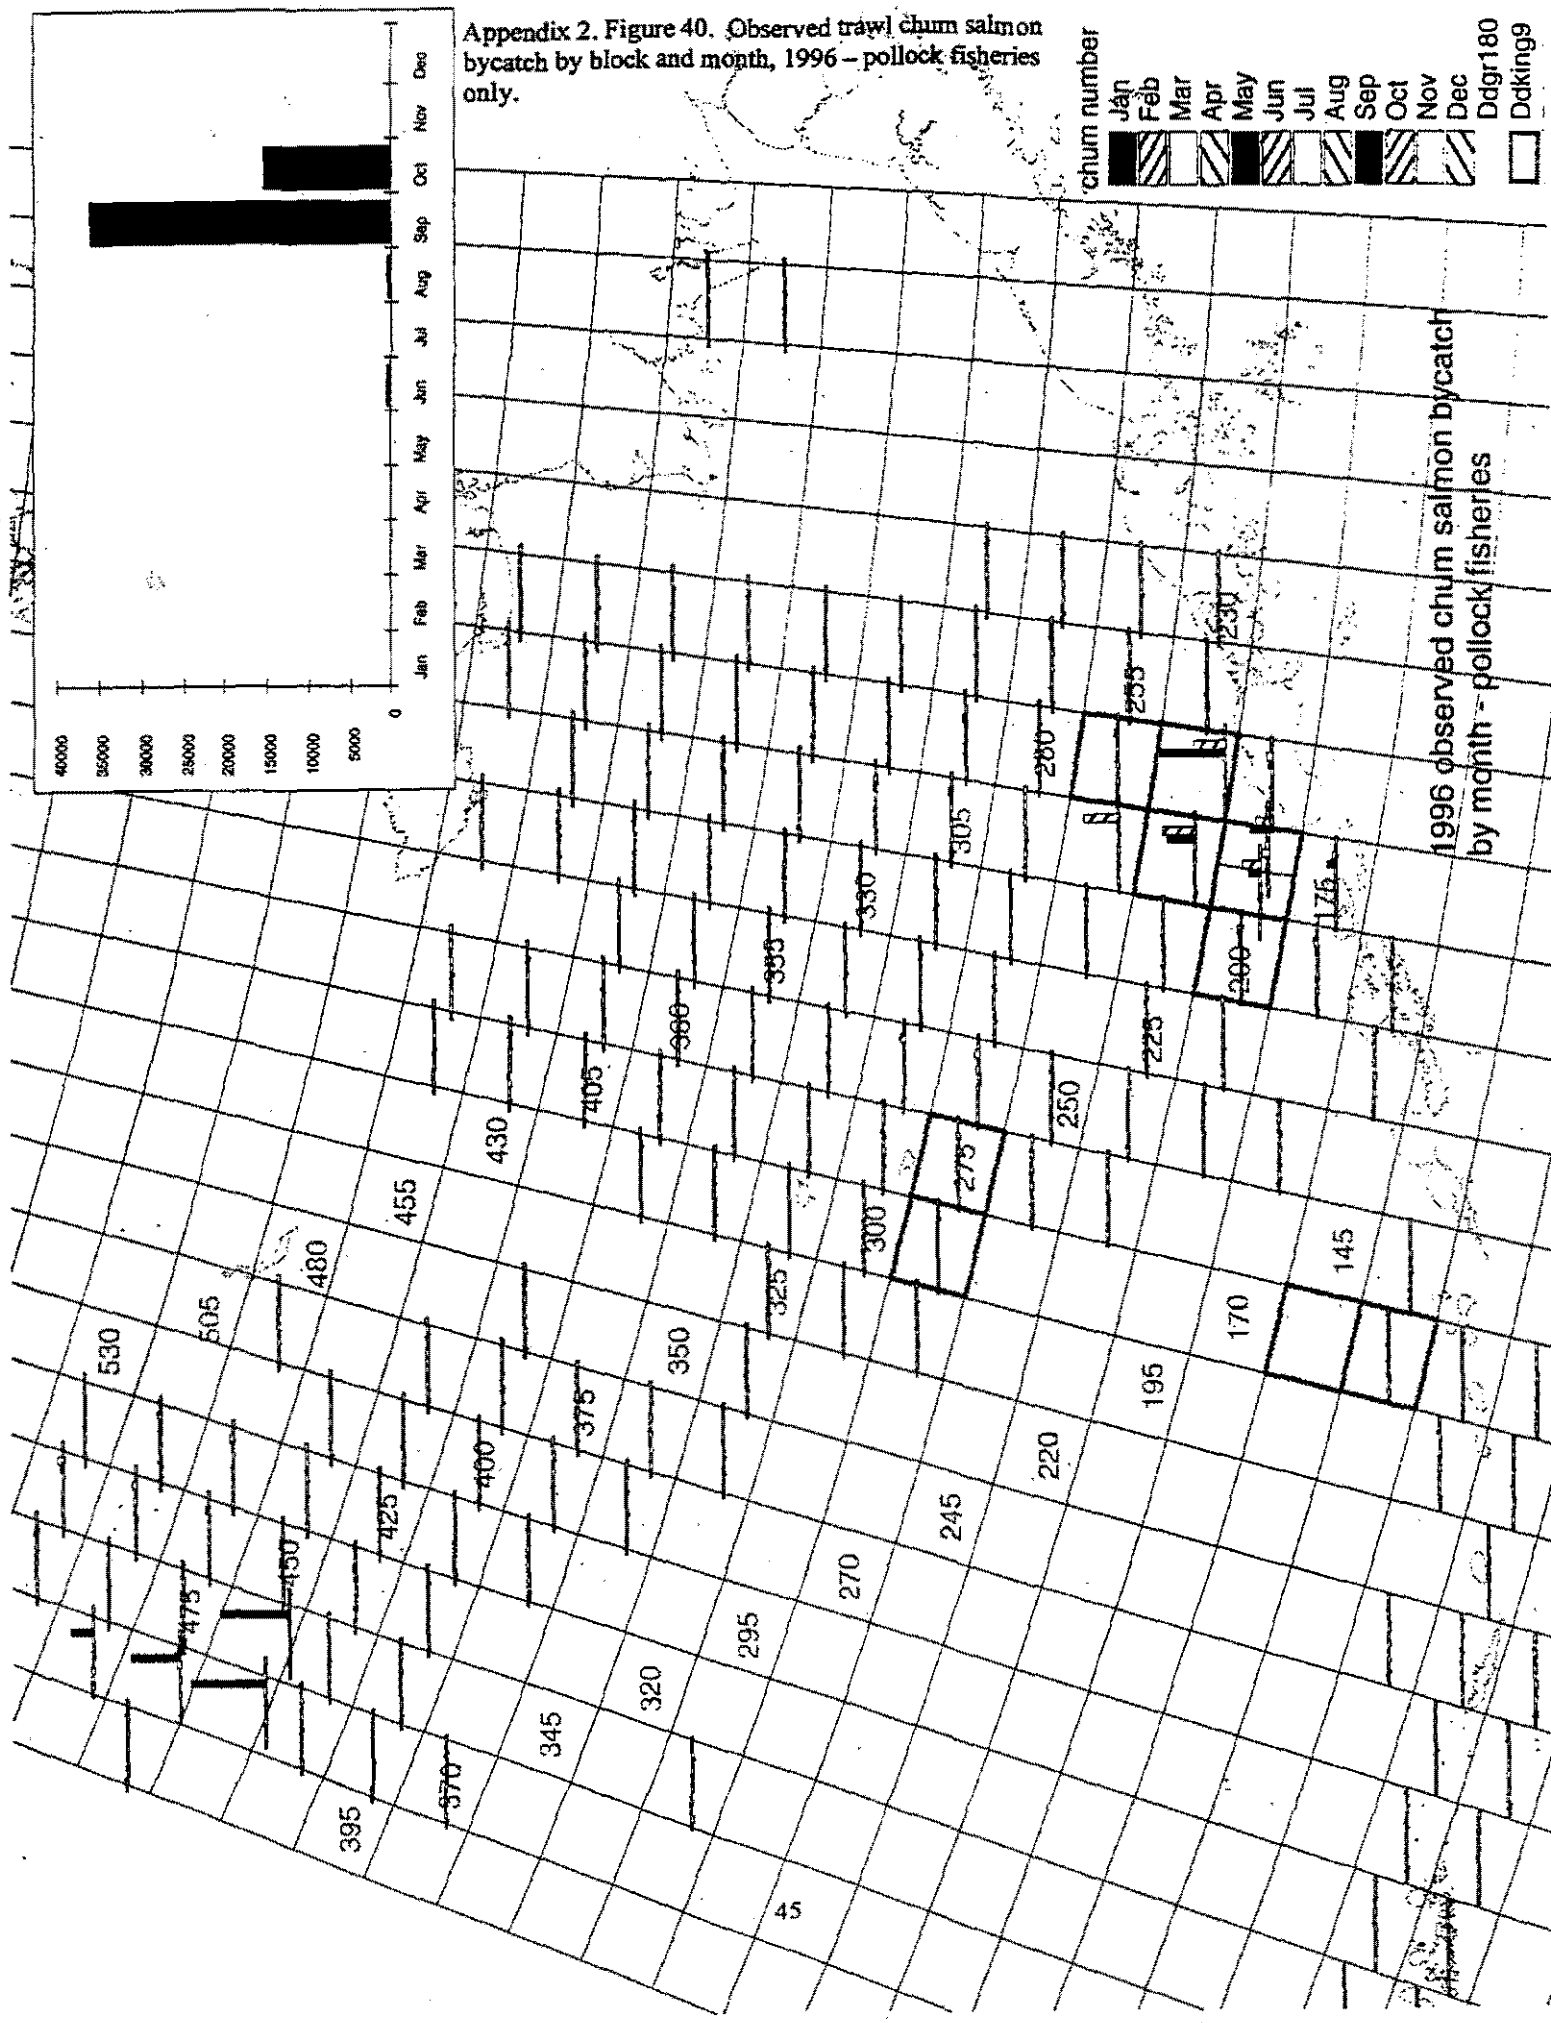 Appendix 2. Figure 40. Observed trawl chum salmon
bycatch by block and month, 1996 – pollock fisheries
only.
40000
35000
30000
25000
20000
15000
10000
5000
0
Jan
Feb
Mar
Apr
May
Jun
Jul
Aug
Sep
Oct
Nov
Dec
chum number
Jan
Feb
Mar
Apr
May
Jun
Jul
Aug
Sep
Oct
Nov
Dec
Ddgr180
Ddking9
530
505
480
455
430
405
380
355
330
305
280
255
230
475
450
425
400
375
350
325
300
275
250
225
200
175
395
370
345
320
295
270
245
220
195
170
145
1996 observed chum salmon bycatch
by month - pollock fisheries
45